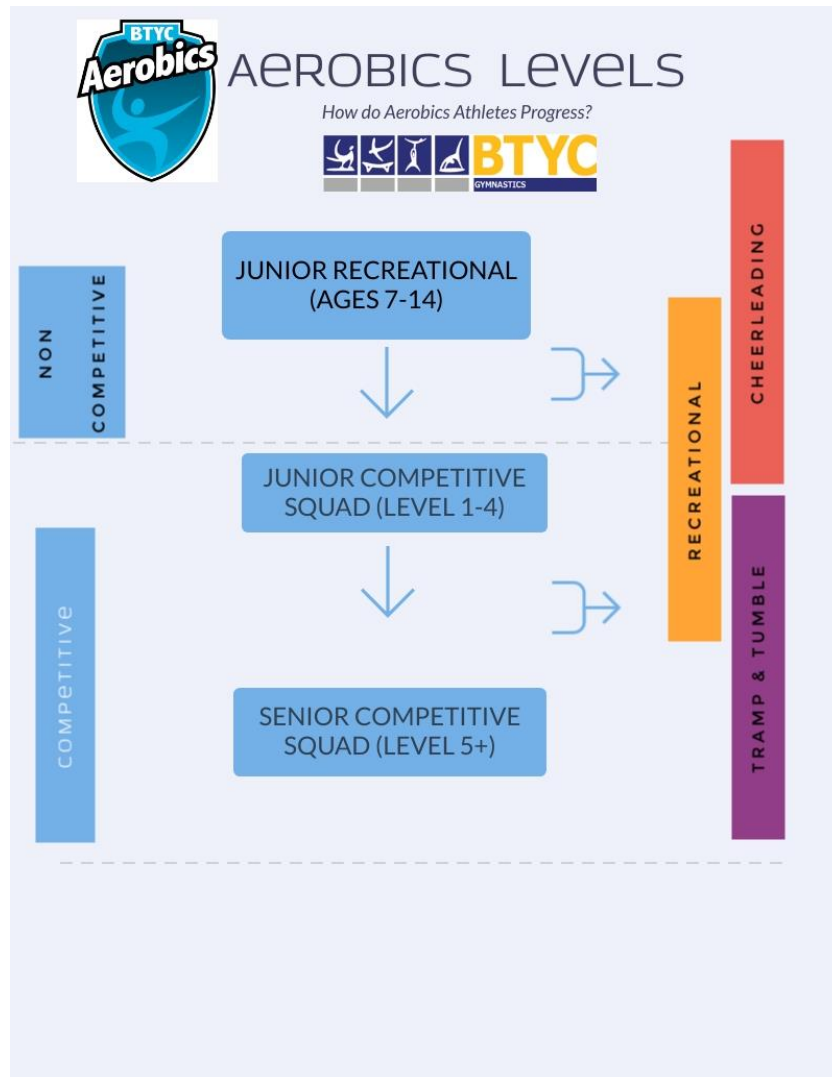 BTYC
Aerobics
AEROBICS LEVELS
How do Aerobics Athletes Progress?
BTYC
GYMNASTICS
JUNIOR RECREATIONAL
(AGES 7-14)
NON
COMPETITIVE
CHEERLEADING
RECREATIONAL
JUNIOR COMPETITIVE
SQUAD (LEVEL 1-4)
COMPETITIVE
TRAMP & TUMBLE
SENIOR COMPETITIVE
SQUAD (LEVEL 5+)